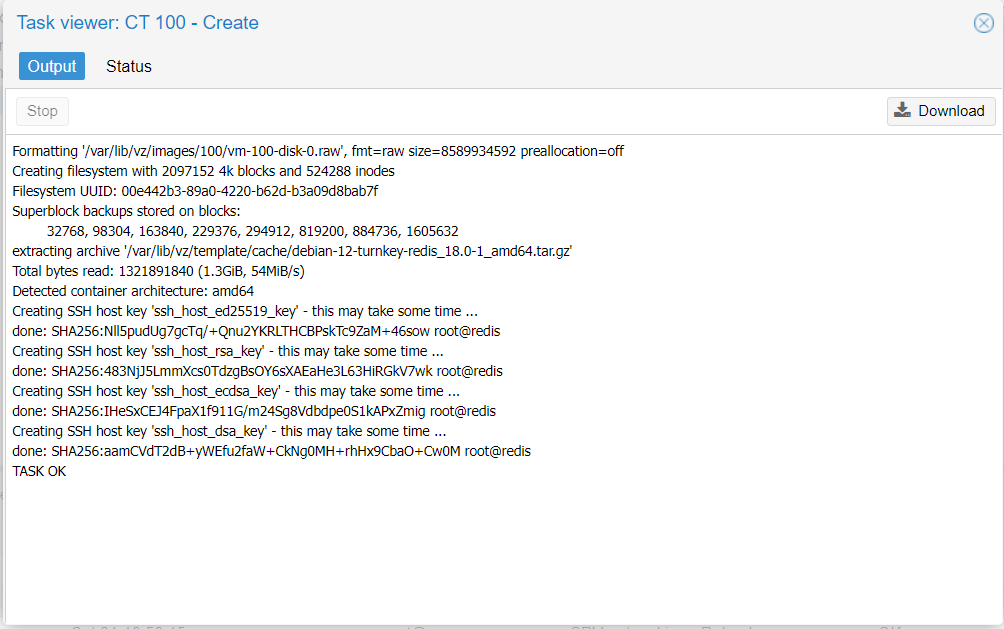 Task viewer: CT 100 - Create
Output Status
Stop Download
Formatting '/var/lib/vz/images/100/vm-100-disk-0.raw', fmt=raw size=8589934592 preallocation=off
Creating filesystem with 2097152 4k blocks and 524288 inodes
Filesystem UUID: 00e442b3-89a0-4220-b62d-b3a09d8bab7f
Superblock backups stored on blocks:
32768, 98304, 163840, 229376, 294912, 819200, 884736, 1605632
extracting archive '/var/lib/vz/template/cache/debian-12-turnkey-redis_18.0-1_amd64.tar.gz'
Total bytes read: 1321891840 (1.3GiB, 54MiB/s)
Detected container architecture: amd64
Creating SSH host key 'ssh_host_ed25519_key' - this may take some time ...
done: SHA256:Nll5pudUg7gcTq/+Qnu2YKRLTHCBPskTc9ZaM+46sow root@redis
Creating SSH host key 'ssh_host_rsa_key' - this may take some time ...
done: SHA256:483NjJ5LmmXcs0TdzgBsOY6sXAEaHe3L63HiRGkV7wk root@redis
Creating SSH host key 'ssh_host_ecdsa_key' - this may take some time ...
done: SHA256:IHeSxCEJ4FpaX1f911G/m24Sg8Vdbdpe0S1kAPxZmig root@redis
Creating SSH host key 'ssh_host_dsa_key' - this may take some time ...
done: SHA256:aamCVdT2dB+yWEfu2faW+CkNg0MH+rhHx9CbaO+Cw0M root@redis
TASK OK